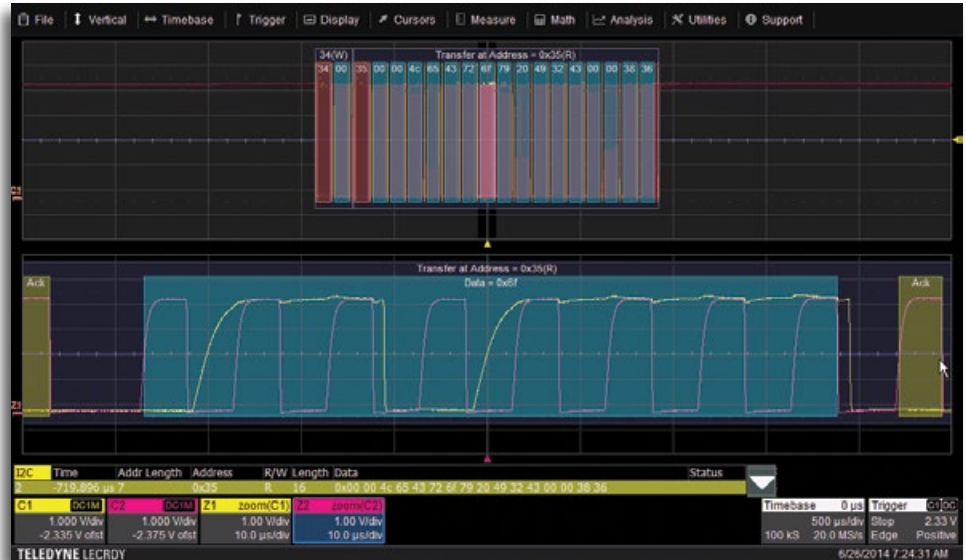 File Vertical Timebase Trigger Display Cursors Measure Math Analysis Utilities Support
34(W) Transfer at Address = 0x35(R)
34 00 35 00 00 4c 65 43 72 6f 79 20 49 32 43 00 00 38 36
C2
Transfer at Address = 0x35(R)
Ack Data = 0x6f Ack
Z1
I2C Time Addr Length Address R/W Length Data Status
2 -719.896 µs 7 0x35 R 16 0x00 00 4c 65 43 72 6f 79 20 49 32 43 00 00 38 36
C1 DC1M C2 DC1M Z1 zoom(C1) Z2 zoom(C2) Timebase 0 µs Trigger C1 DC
1.000 V/div 1.000 V/div 1.00 V/div 1.00 V/div 500 µs/div Stop 2.33 V
-2.335 V ofst -2.375 V ofst 10.0 µs/div 10.0 µs/div 100 kS 20.0 MS/s Edge Positive
TELEDYNE LECROY 6/26/2014 7:24:31 AM